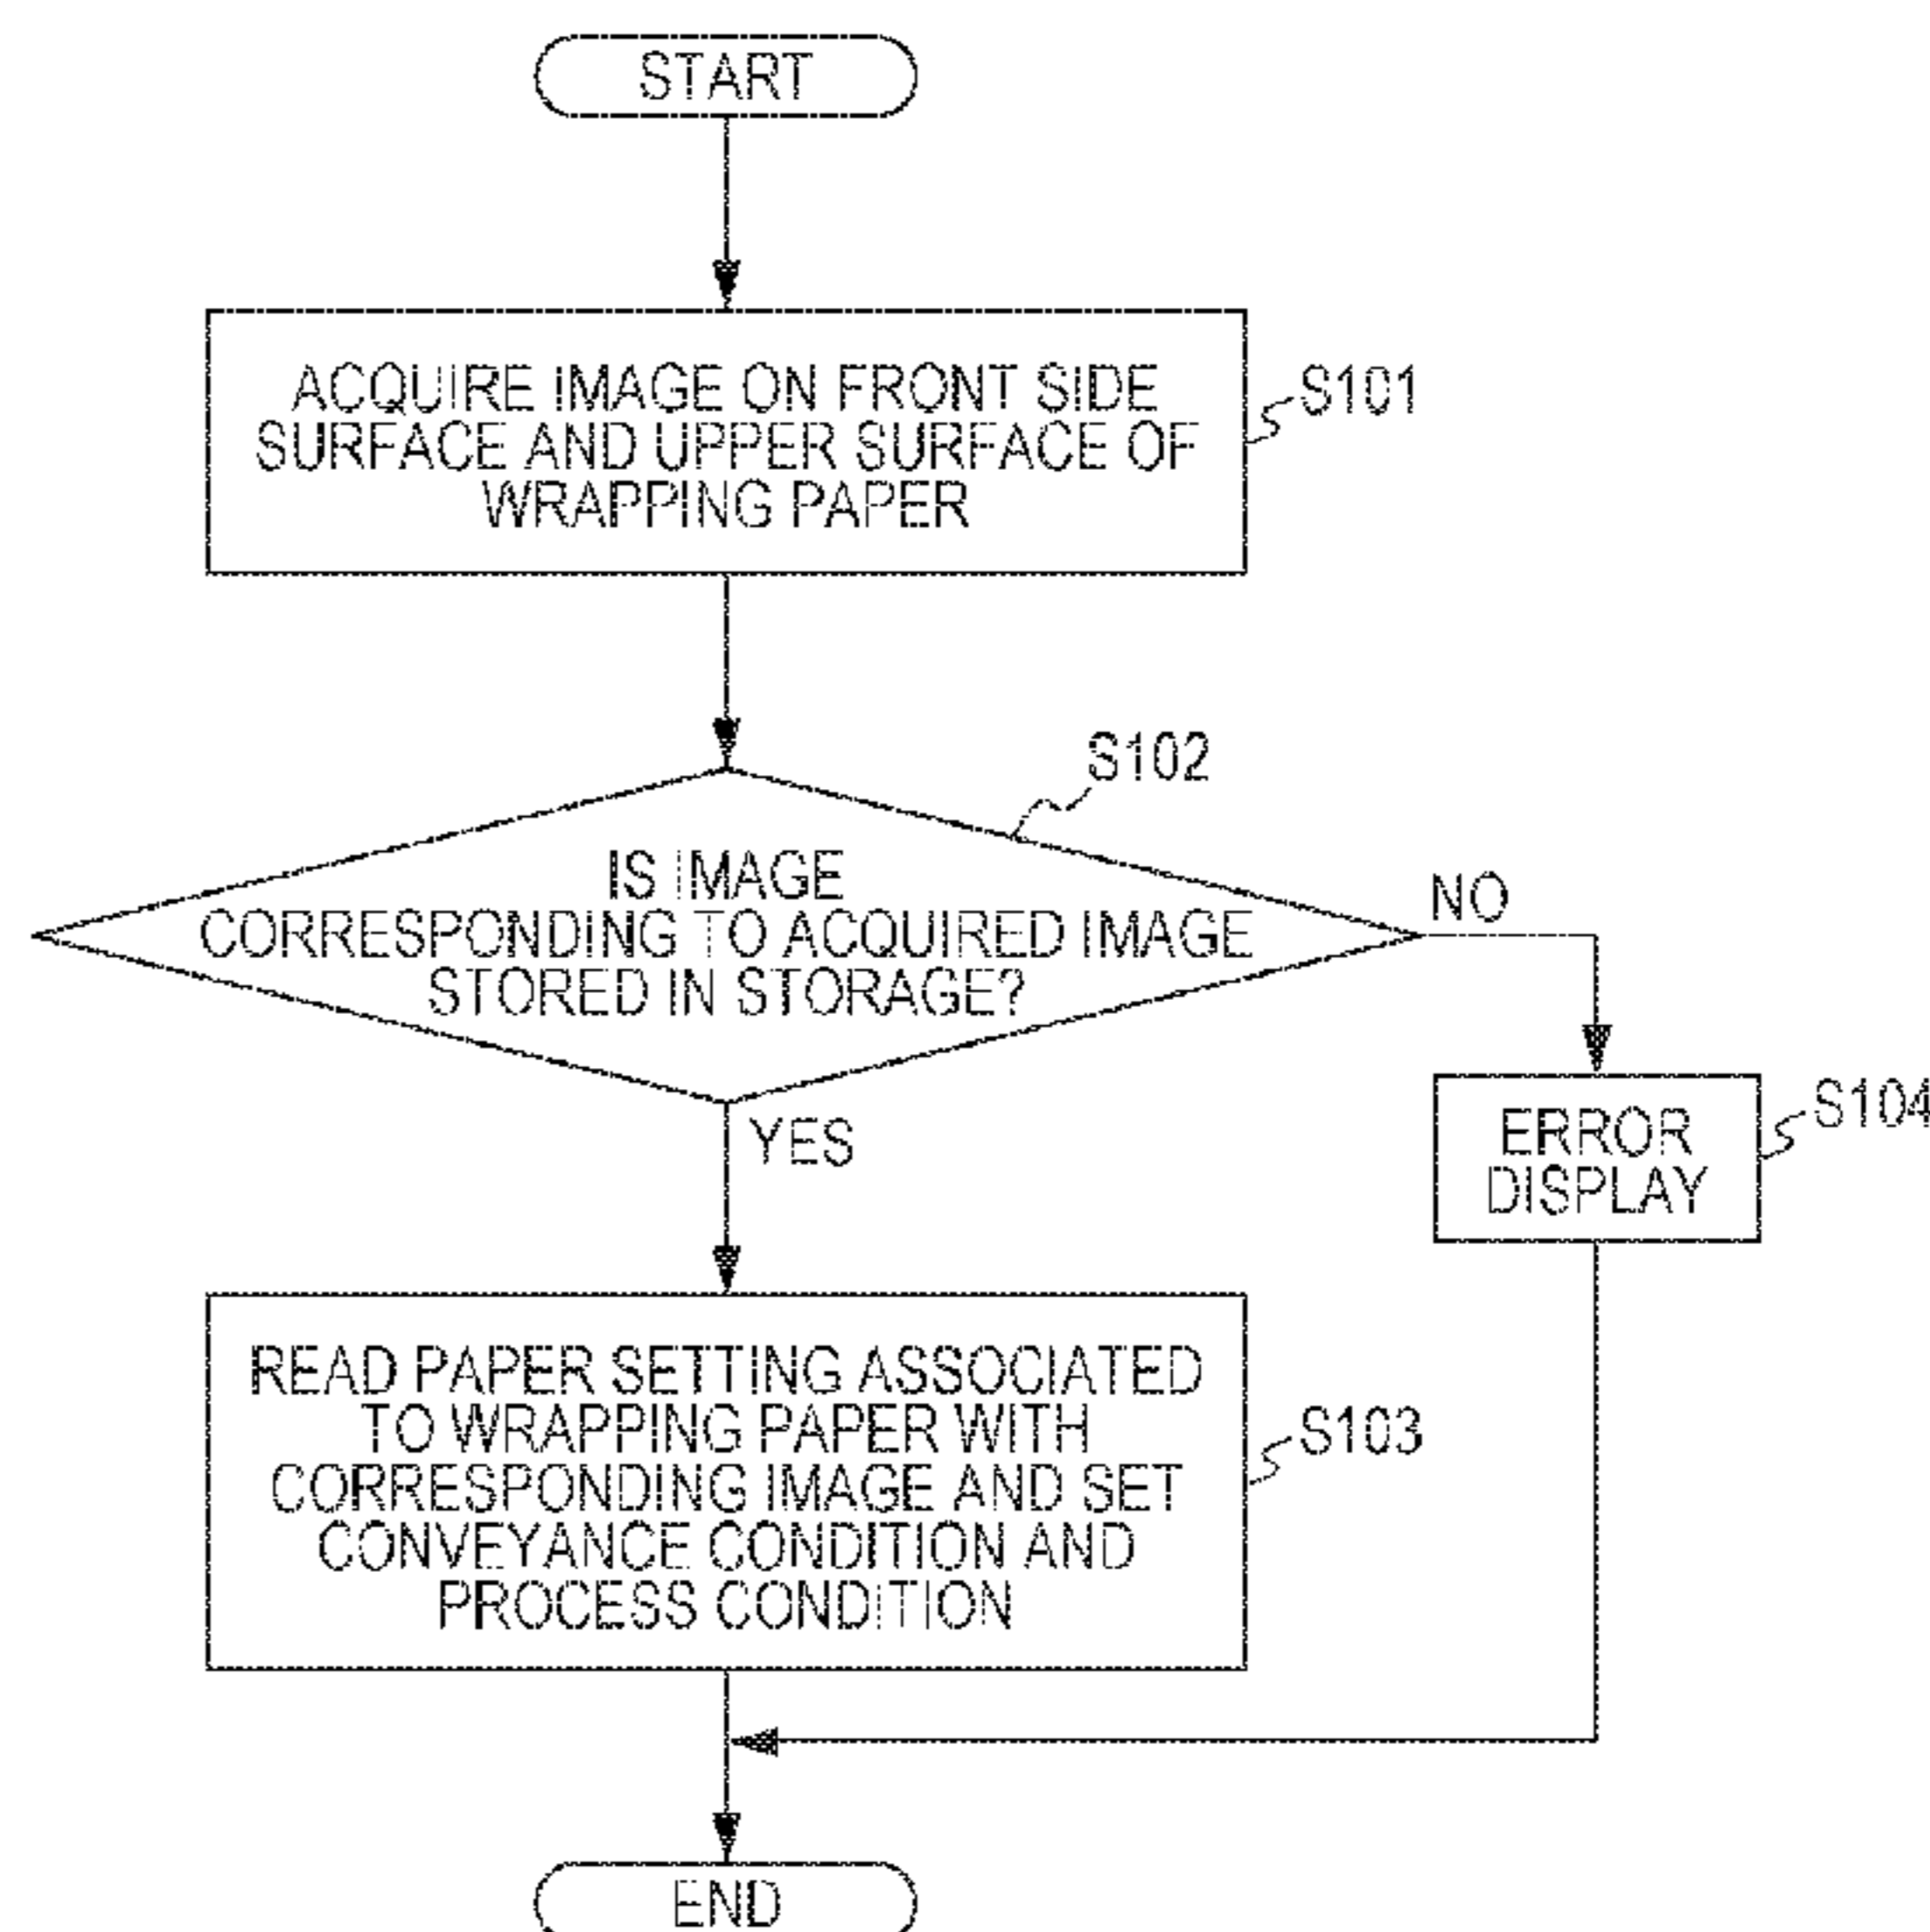 START
ACQUIRE IMAGE ON FRONT SIDE
SURFACE AND UPPER SURFACE OF
WRAPPING PAPER
S101
S102
IS IMAGE
CORRESPONDING TO ACQUIRED IMAGE
STORED IN STORAGE?
NO
YES
S104
ERROR
DISPLAY
READ PAPER SETTING ASSOCIATED
TO WRAPPING PAPER WITH
CORRESPONDING IMAGE AND SET
CONVEYANCE CONDITION AND
PROCESS CONDITION
S103
END